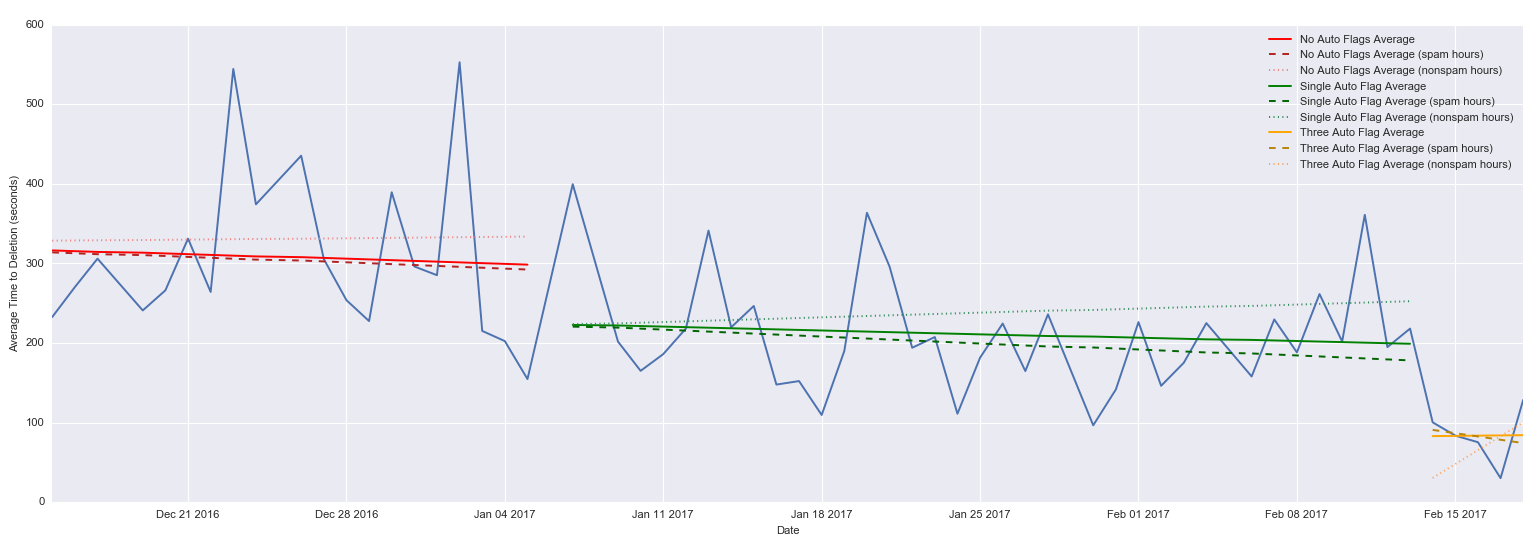 600
500
400
300
200
100
0
Average Time to Deletion (seconds)
No Auto Flags Average
No Auto Flags Average (spam hours)
No Auto Flags Average (nonspam hours)
Single Auto Flag Average
Single Auto Flag Average (spam hours)
Single Auto Flag Average (nonspam hours)
Three Auto Flag Average
Three Auto Flag Average (spam hours)
Three Auto Flag Average (nonspam hours)
Dec 21 2016 Dec 28 2016 Jan 04 2017 Jan 11 2017 Jan 18 2017 Jan 25 2017 Feb 01 2017 Feb 08 2017 Feb 15 2017
Date